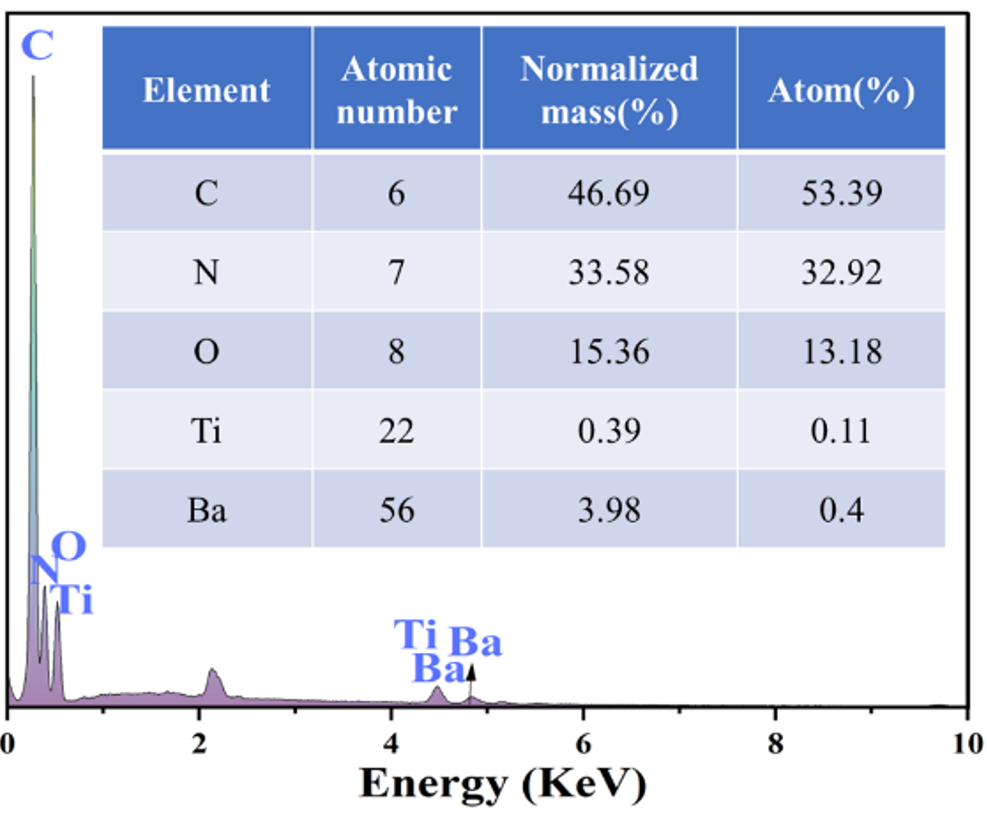 C
Element Atomic number Normalized mass(%) Atom(%)
C 6 46.69 53.39
N 7 33.58 32.92
O 8 15.36 13.18
Ti 22 0.39 0.11
Ba 56 3.98 0.4
O
N
Ti
Ti Ba
Ba
0 2 4 6 8 10
Energy (KeV)